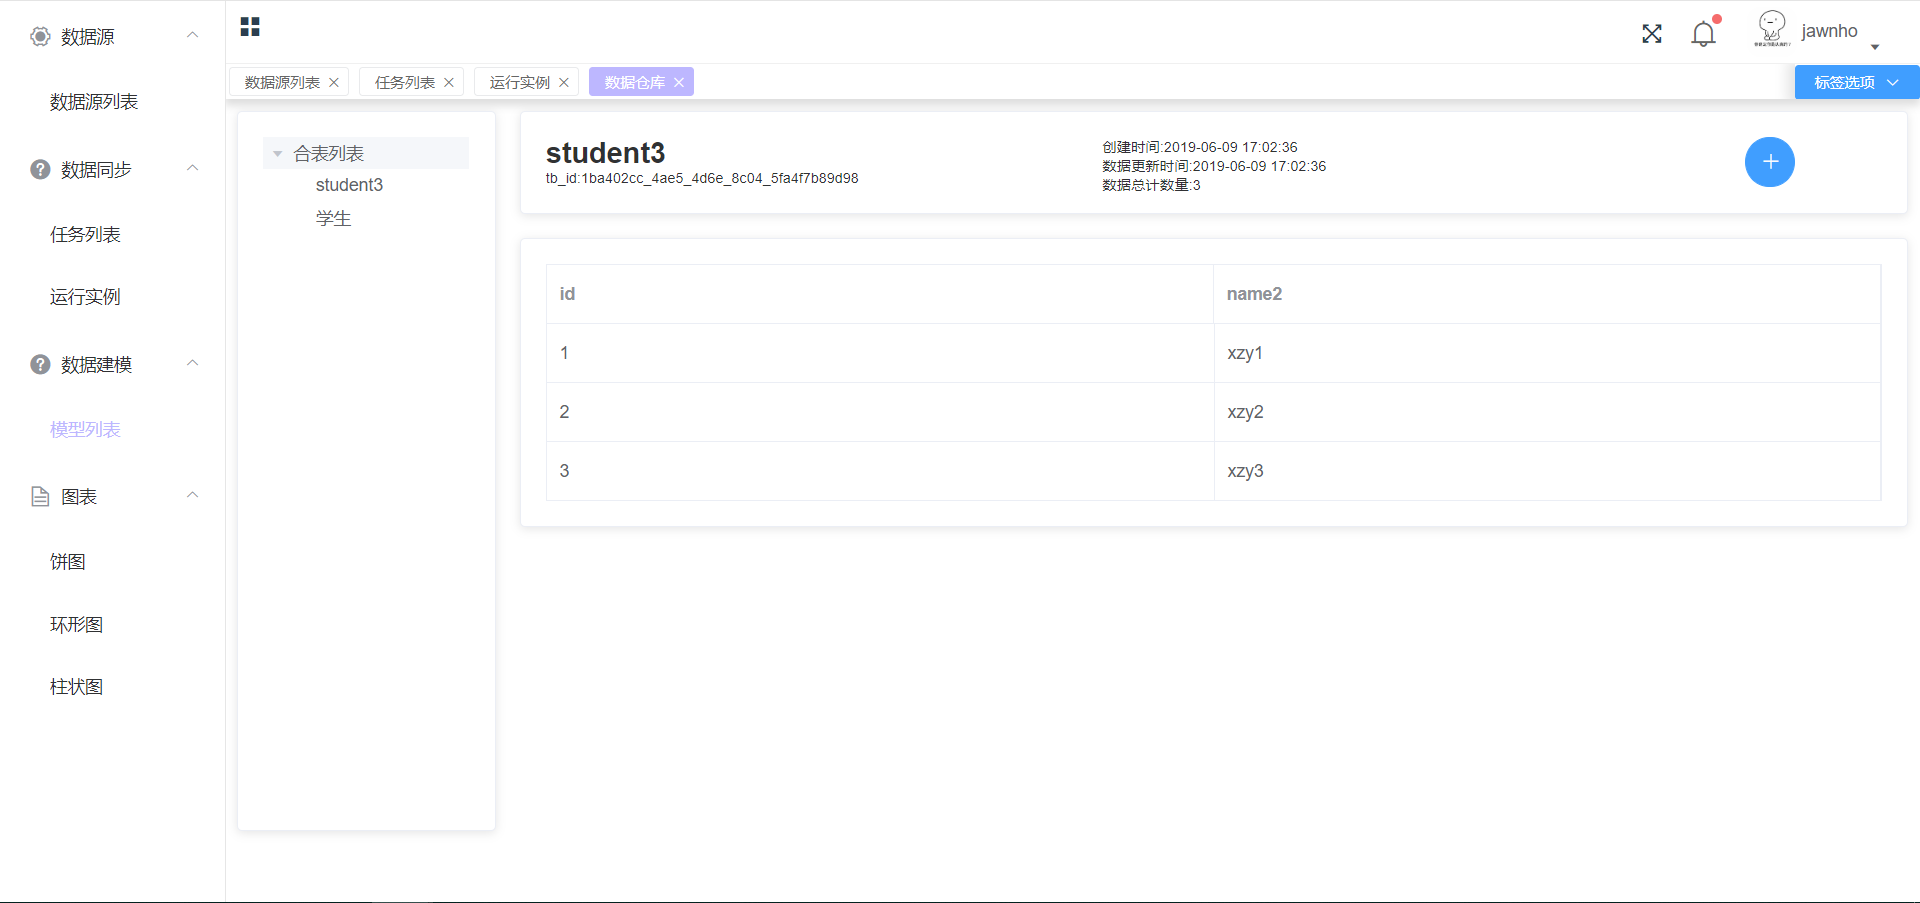 数据源
数据源列表
数据同步
任务列表
运行实例
数据建模
模型列表
图表
饼图
环形图
柱状图
jawnho
数据源列表
任务列表
运行实例
数据仓库
标签选项
合表列表
student3
学生
student3
tb_id:1ba402cc_4ae5_4d6e_8c04_5fa4f7b89d98
创建时间:2019-06-09 17:02:36
数据更新时间:2019-06-09 17:02:36
数据总计数量:3
id name2
1 xzy1
2 xzy2
3 xzy3